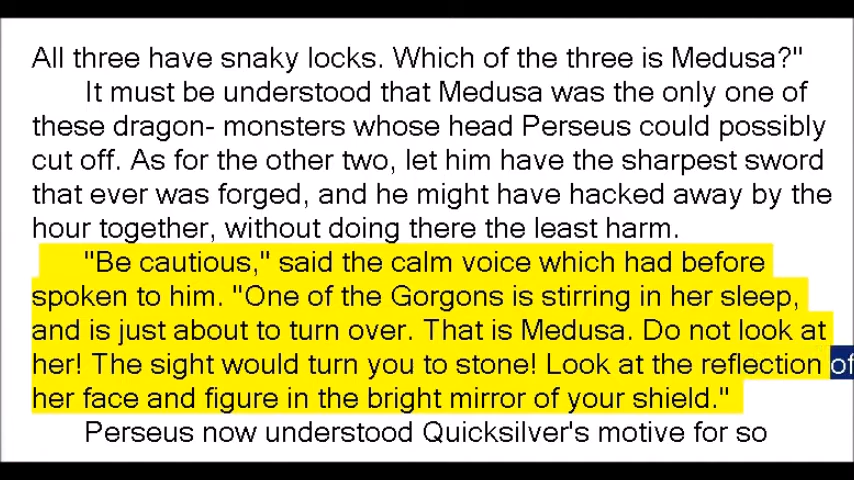 All three have snaky locks. Which of the three is Medusa?"
It must be understood that Medusa was the only one of
these dragon- monsters whose head Perseus could possibly
cut off. As for the other two, let him have the sharpest sword
that ever was forged, and he might have hacked away by the
hour together, without doing there the least harm.
"Be cautious," said the calm voice which had before
spoken to him. "One of the Gorgons is stirring in her sleep,
and is just about to turn over. That is Medusa. Do not look at
her! The sight would turn you to stone! Look at the reflection of
her face and figure in the bright mirror of your shield."
Perseus now understood Quicksilver's motive for so